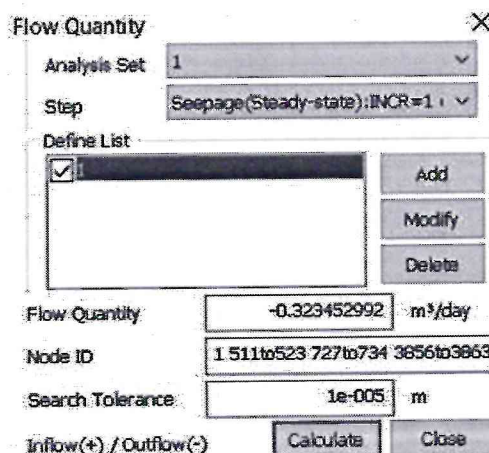 Flow Quantity
Analysis Set 1
Step Seepage(Steady-state):INCR=1
Define List
1
Add
Modify
Delete
Flow Quantity -0.323452992 m³/day
Node ID 1 511to523 727to734 3856to3863
Search Tolerance 1e-005 m
Inflow(+) / Outflow(-) Calculate Close